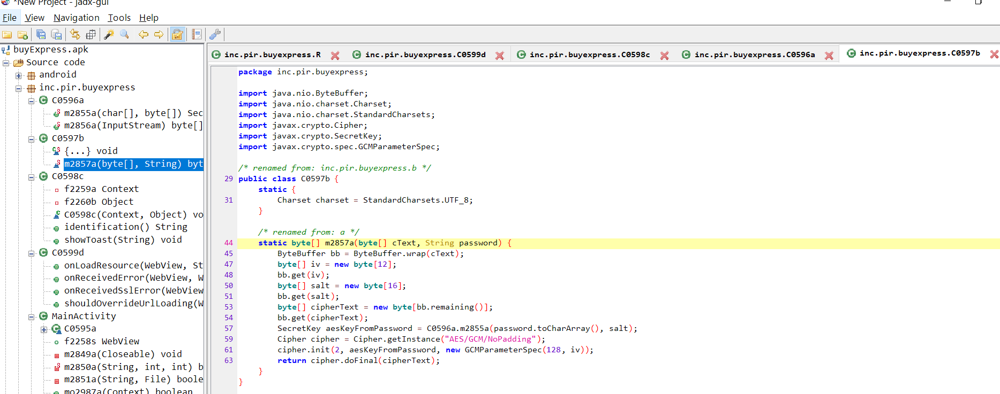 *New Project - jadx-gui
File View Navigation Tools Help
buyExpress.apk
Source code
android
inc.pir.buyexpress
C0596a
m2855a(char[], byte[]) Sec
m2856a(InputStream) byte[]
C0597b
{...} void
m2857a(byte[], String) byt
C0598c
f2259a Context
f2260b Object
C0598c(Context, Object) vo
identification() String
showToast(String) void
C0599d
onLoadResource(WebView, St
onReceivedError(WebView, W
onReceivedSslError(WebView
shouldOverrideUrlLoading(W
MainActivity
C0595a
f2258s WebView
m2849a(Closeable) void
m2850a(String, int, int) b
m2851a(String, File) boole
mo2987a(Context) boolean
inc.pir.buyexpress.R inc.pir.buyexpress.C0599d inc.pir.buyexpress.C0598c inc.pir.buyexpress.C0596a inc.pir.buyexpress.C0597b
package inc.pir.buyexpress;
import java.nio.ByteBuffer;
import java.nio.charset.Charset;
import java.nio.charset.StandardCharsets;
import javax.crypto.Cipher;
import javax.crypto.SecretKey;
import javax.crypto.spec.GCMParameterSpec;
/* renamed from: inc.pir.buyexpress.b */
29 public class C0597b {
static {
31 Charset charset = StandardCharsets.UTF_8;
}
/* renamed from: a */
44 static byte[] m2857a(byte[] cText, String password) {
45 ByteBuffer bb = ByteBuffer.wrap(cText);
47 byte[] iv = new byte[12];
48 bb.get(iv);
50 byte[] salt = new byte[16];
51 bb.get(salt);
53 byte[] cipherText = new byte[bb.remaining()];
54 bb.get(cipherText);
57 SecretKey aesKeyFromPassword = C0596a.m2855a(password.toCharArray(), salt);
59 Cipher cipher = Cipher.getInstance("AES/GCM/NoPadding");
61 cipher.init(2, aesKeyFromPassword, new GCMParameterSpec(128, iv));
63 return cipher.doFinal(cipherText);
}
}